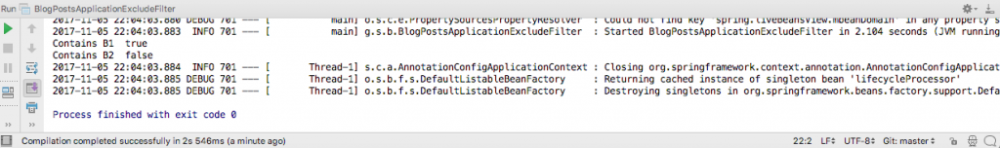 Run BlogPostsApplicationExcludeFilter
2017-11-05 22:04:03.880 DEBUG 701 --- [ main] o.s.c.e.PropertySourcesPropertyResolver : Could not find key 'spring.liveBeansView.mbeanDomain' in any property s
2017-11-05 22:04:03.883 INFO 701 --- [ main] g.s.b.BlogPostsApplicationExcludeFilter : Started BlogPostsApplicationExcludeFilter in 2.104 seconds (JVM running
Contains B1 true
Contains B2 false
2017-11-05 22:04:03.884 INFO 701 --- [ Thread-1] s.c.a.AnnotationConfigApplicationContext : Closing org.springframework.context.annotation.AnnotationConfigApplicat
2017-11-05 22:04:03.885 DEBUG 701 --- [ Thread-1] o.s.b.f.s.DefaultListableBeanFactory : Returning cached instance of singleton bean 'lifecycleProcessor'
2017-11-05 22:04:03.885 DEBUG 701 --- [ Thread-1] o.s.b.f.s.DefaultListableBeanFactory : Destroying singletons in org.springframework.beans.factory.support.Defa
Process finished with exit code 0
Compilation completed successfully in 2s 546ms (a minute ago) 22:2 LF UTF-8 Git: master